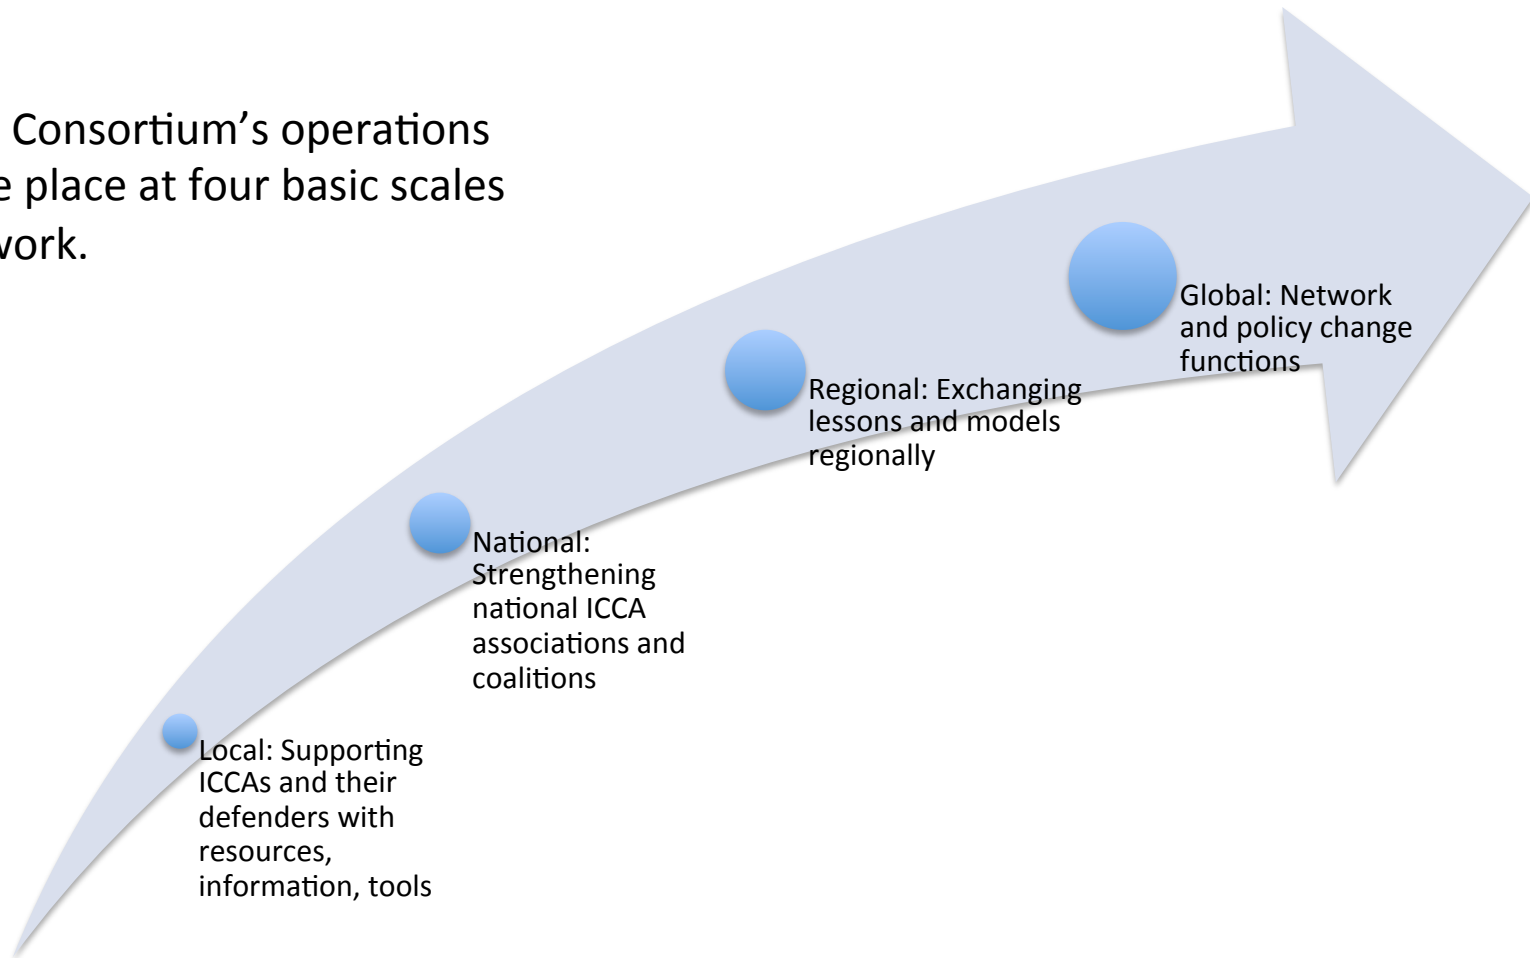 Consortium's operations
e place at four basic scales
work.
Global: Network
and policy change
functions
Regional: Exchanging
lessons and models
regionally
National:
Strengthening
national ICCA
associations and
coalitions
Local: Supporting
ICCAs and their
defenders with
resources,
information, tools